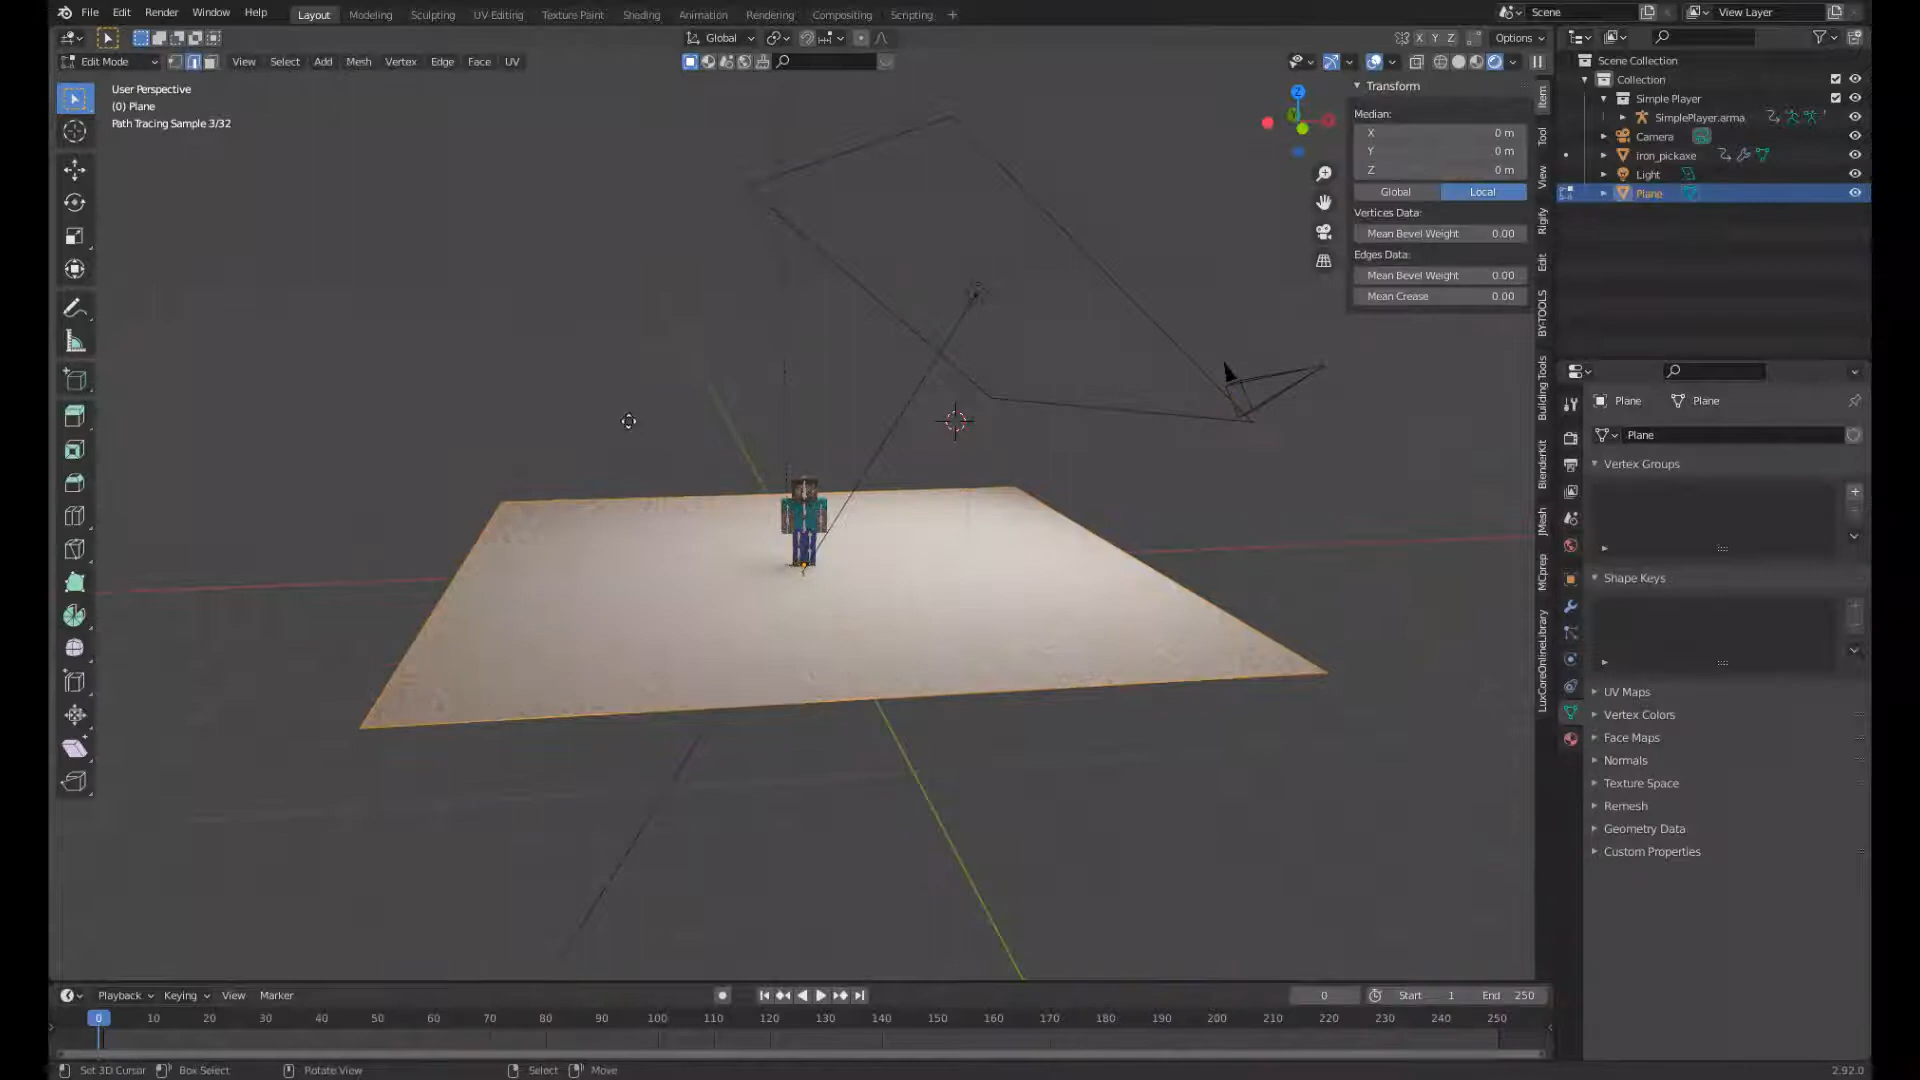 File Edit Render Window Help Layout Modeling Sculpting UV Editing Texture Paint Shading Animation Rendering Compositing Scripting + Scene View Layer
Global X Y Z Options
Edit Mode View Select Add Mesh Vertex Edge Face UV
User Perspective
(0) Plane
Path Tracing Sample 3/32
Z
Transform
Median:
X 0 m
Y 0 m
Z 0 m
Global Local
Vertices Data:
Mean Bevel Weight 0.00
Edges Data:
Mean Bevel Weight 0.00
Mean Crease 0.00
Item
Tool
View
Rigify
Edit
BY-TOOLS
Building Tools
BlenderKit
JMesh
MCprep
LuxCoreOnlineLibrary
Scene Collection
Collection
Simple Player
SimplePlayer.arma
Camera
iron_pickaxe
Light
Plane
Plane Plane
Plane
Vertex Groups
Shape Keys
UV Maps
Vertex Colors
Face Maps
Normals
Texture Space
Remesh
Geometry Data
Custom Properties
Playback Keying View Marker 0 Start 1 End 250
0 10 20 30 40 50 60 70 80 90 100 110 120 130 140 150 160 170 180 190 200 210 220 230 240 250
Set 3D Cursor Box Select Rotate View Select Move 2.92.0